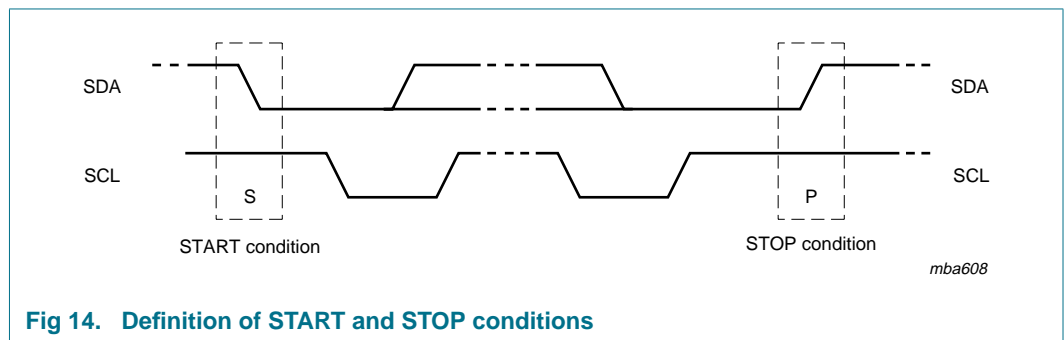 SDA
SDA
SCL
SCL
S
P
START condition
STOP condition
mba608
Fig 14. Definition of START and STOP conditions